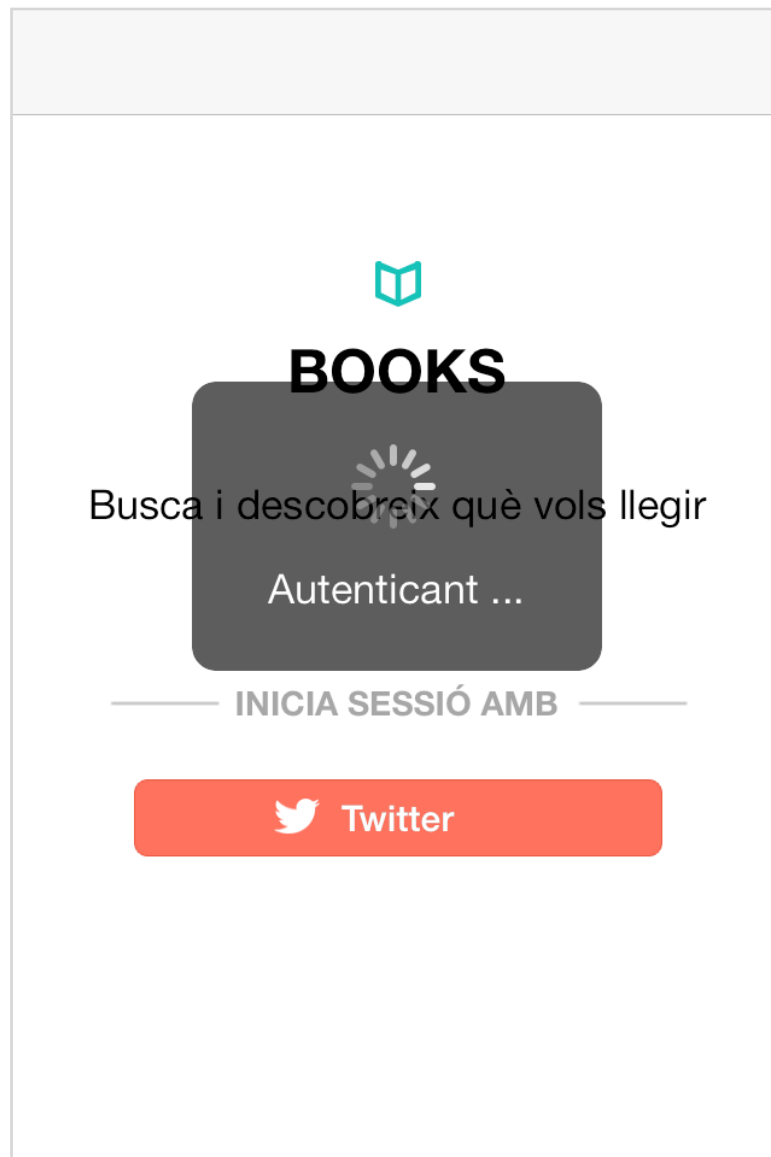 BOOKS
Busca i descobreix què vols llegir
Autenticant ...
INICIA SESSIÓ AMB
Twitter